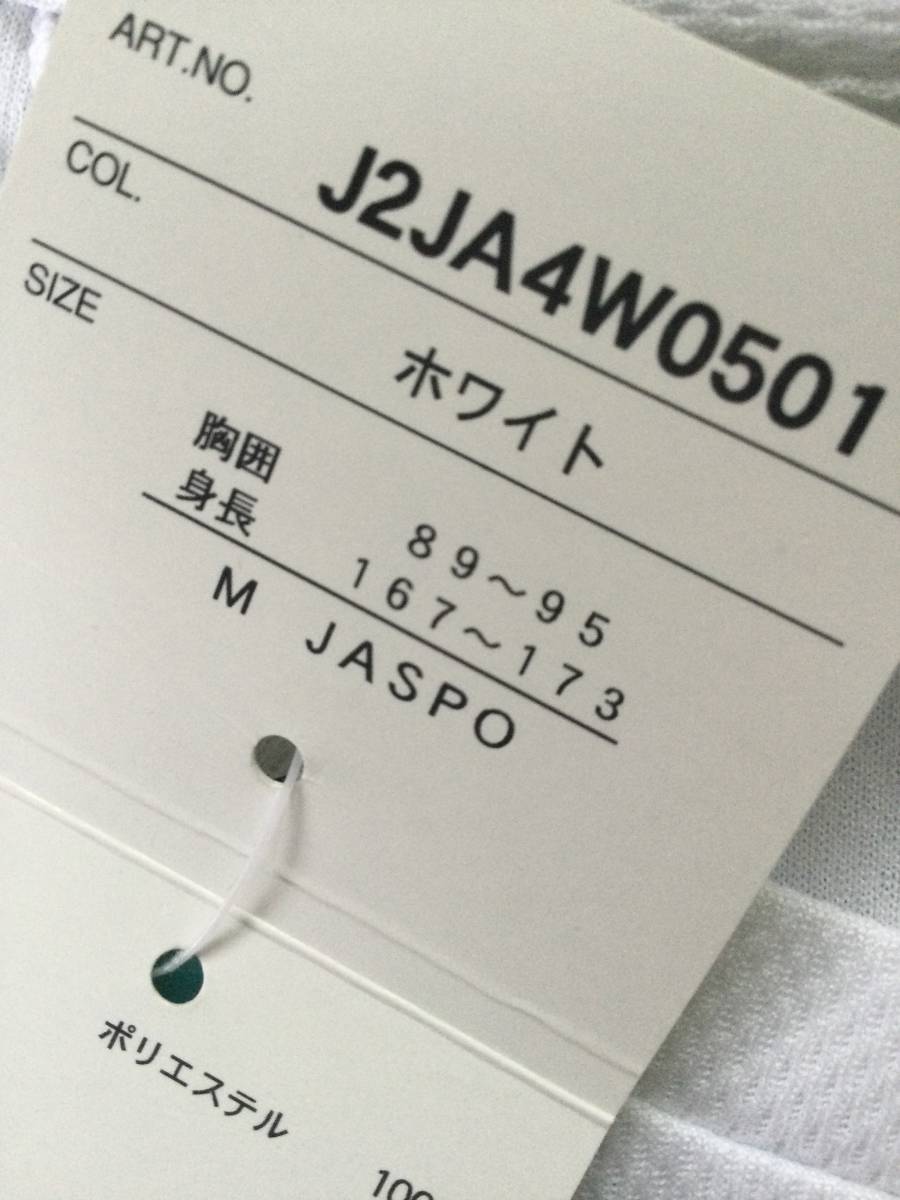 ART.NO.
J2JA4W0501
COL.
ホワイト
SIZE
胸囲 89〜95
身長 167〜173
M JASPO
ポリエステル
100